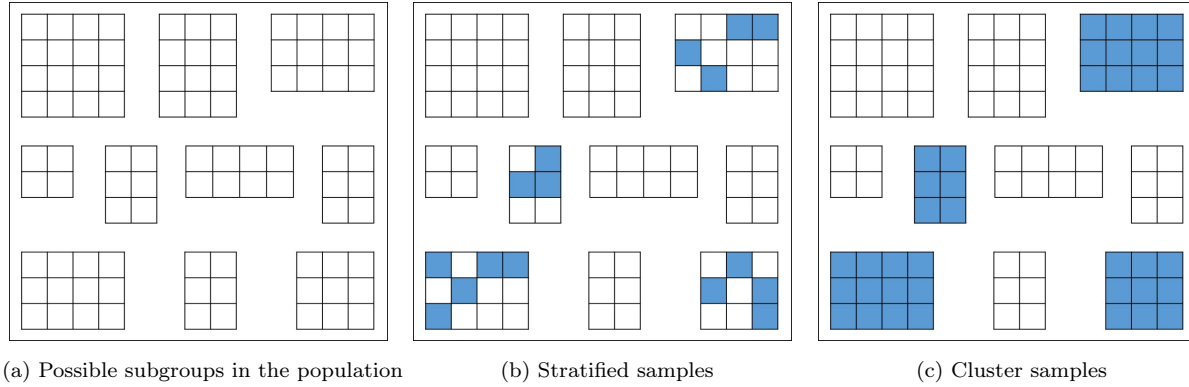 (a) Possible subgroups in the population
(b) Stratified samples
(c) Cluster samples